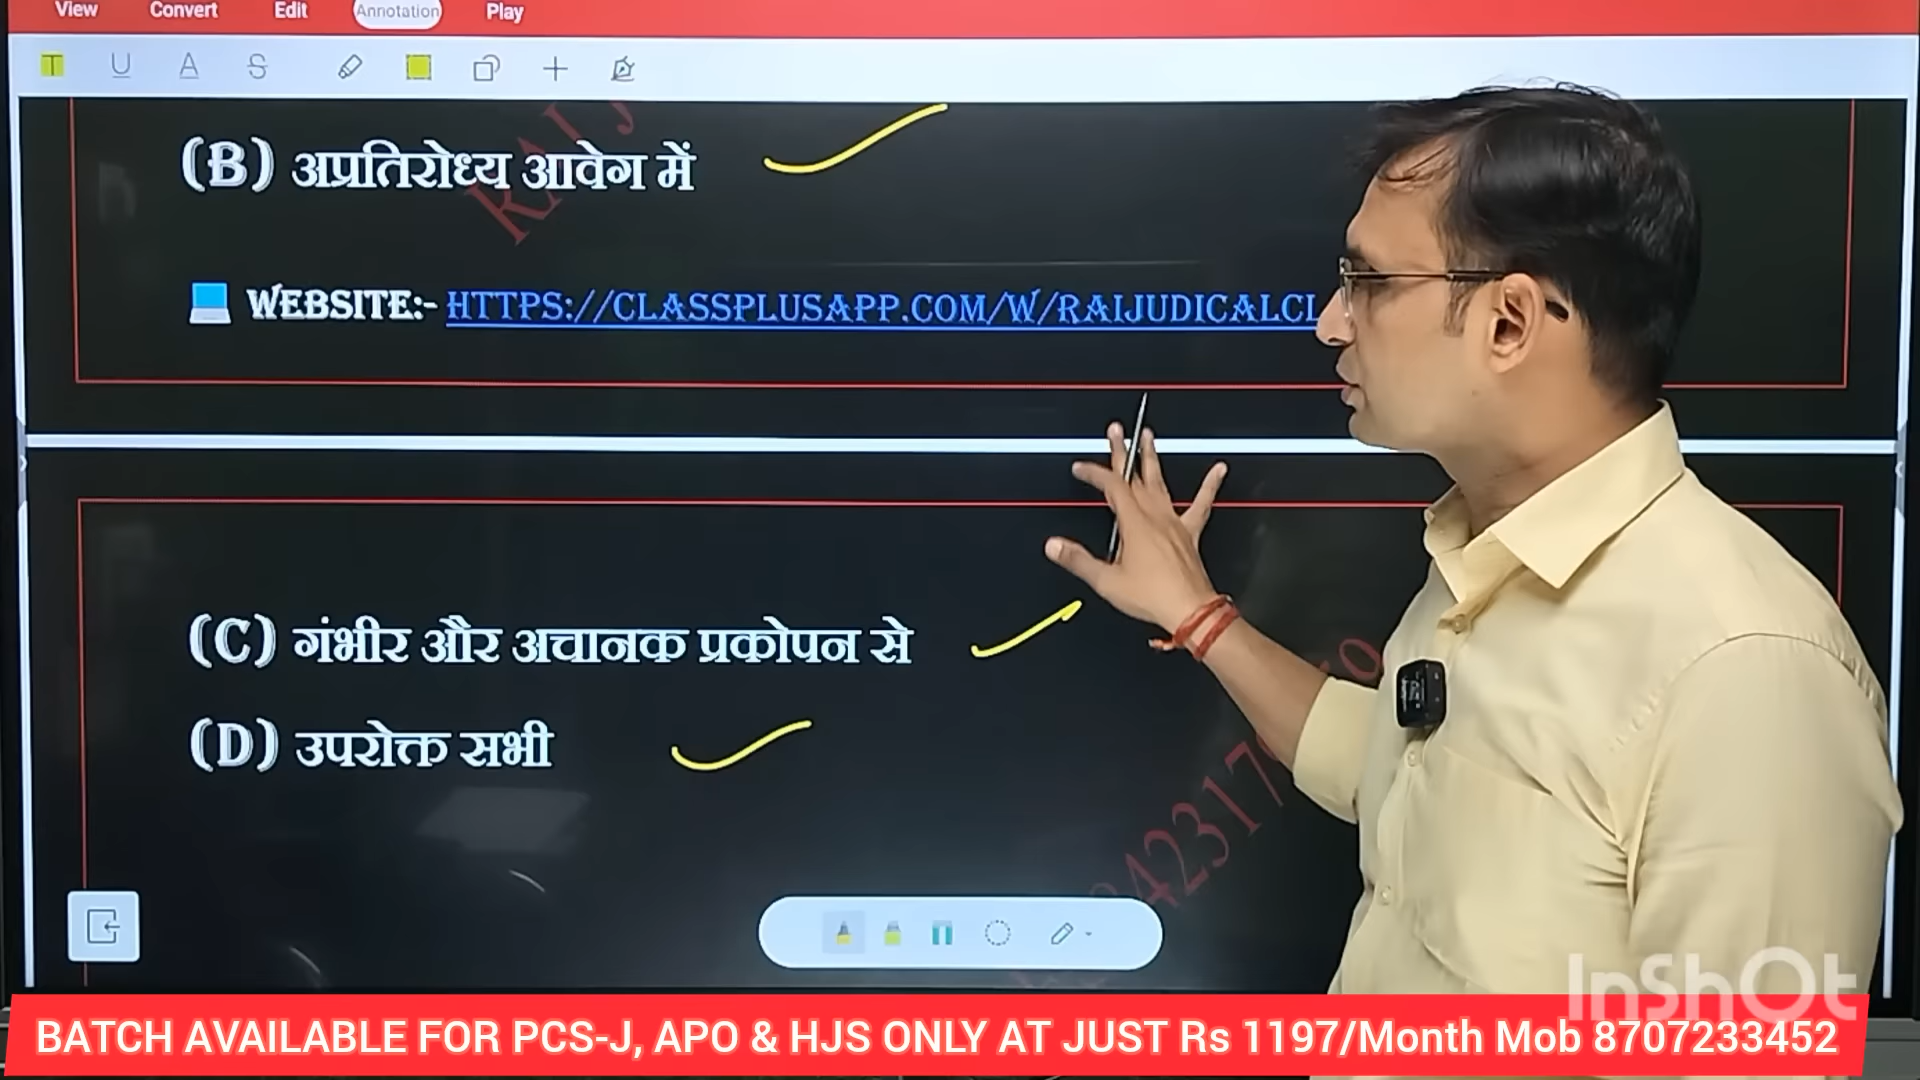 View Convert Edit Annotation Play
(B) अप्रतिरोध्य आवेग में
WEBSITE:- HTTPS://CLASSPLUSAPP.COM/W/RAIJUDICALCL
(C) गंभीर और अचानक प्रकोपन से
(D) उपरोक्त सभी
InShOt
BATCH AVAILABLE FOR PCS-J, APO & HJS ONLY AT JUST Rs 1197/Month Mob 8707233452